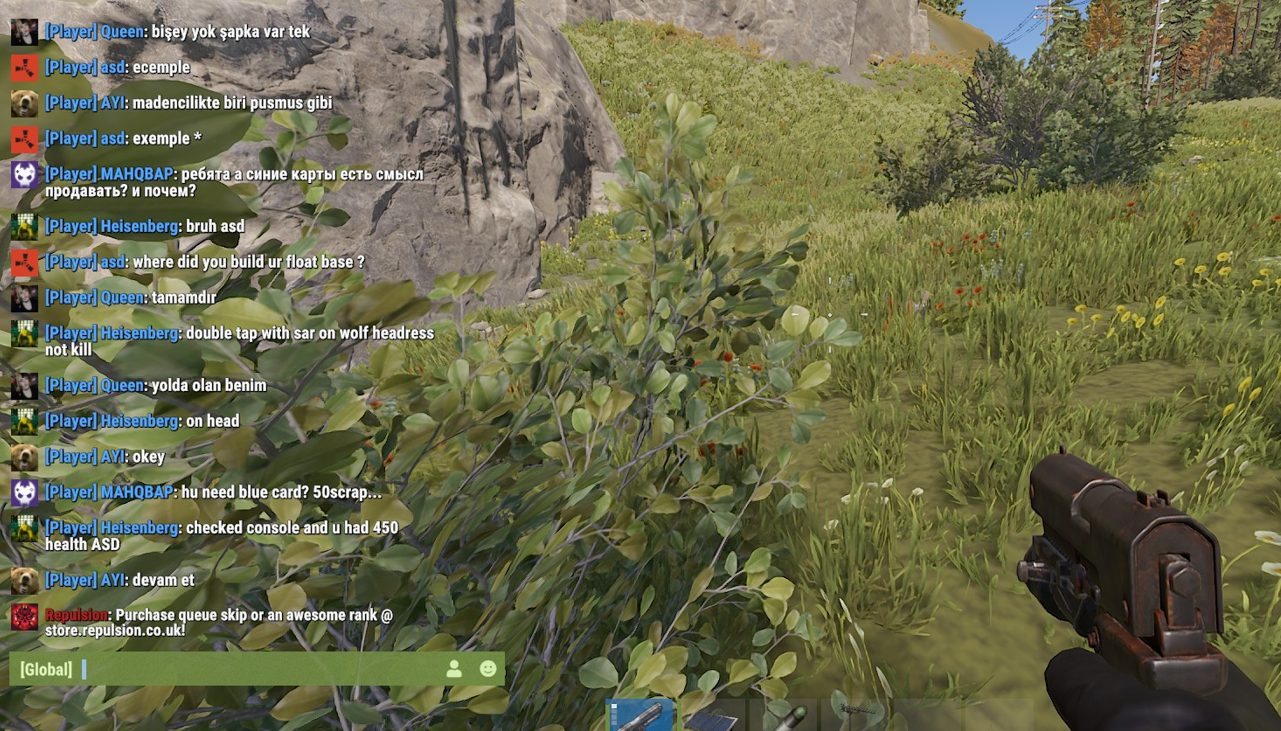 [Player] Queen: bişey yok şapka var tek
[Player] asd: ecemple
[Player] AYI: madencilikte biri pusmus gibi
[Player] asd: exemple *
[Player] MAHQBAP: ребята а синие карты есть смысл
продавать? и почем?
[Player] Heisenberg: bruh asd
[Player] asd: where did you build ur float base ?
[Player] Queen: tamamdır
[Player] Heisenberg: double tap with sar on wolf headress
not kill
[Player] Queen: yolda olan benim
[Player] Heisenberg: on head
[Player] AYI: okey
[Player] MAHQBAP: hu need blue card? 50scrap...
[Player] Heisenberg: checked console and u had 450
health ASD
[Player] AYI: devam et
Repulsion: Purchase queue skip or an awesome rank @
store.repulsion.co.uk!
[Global]